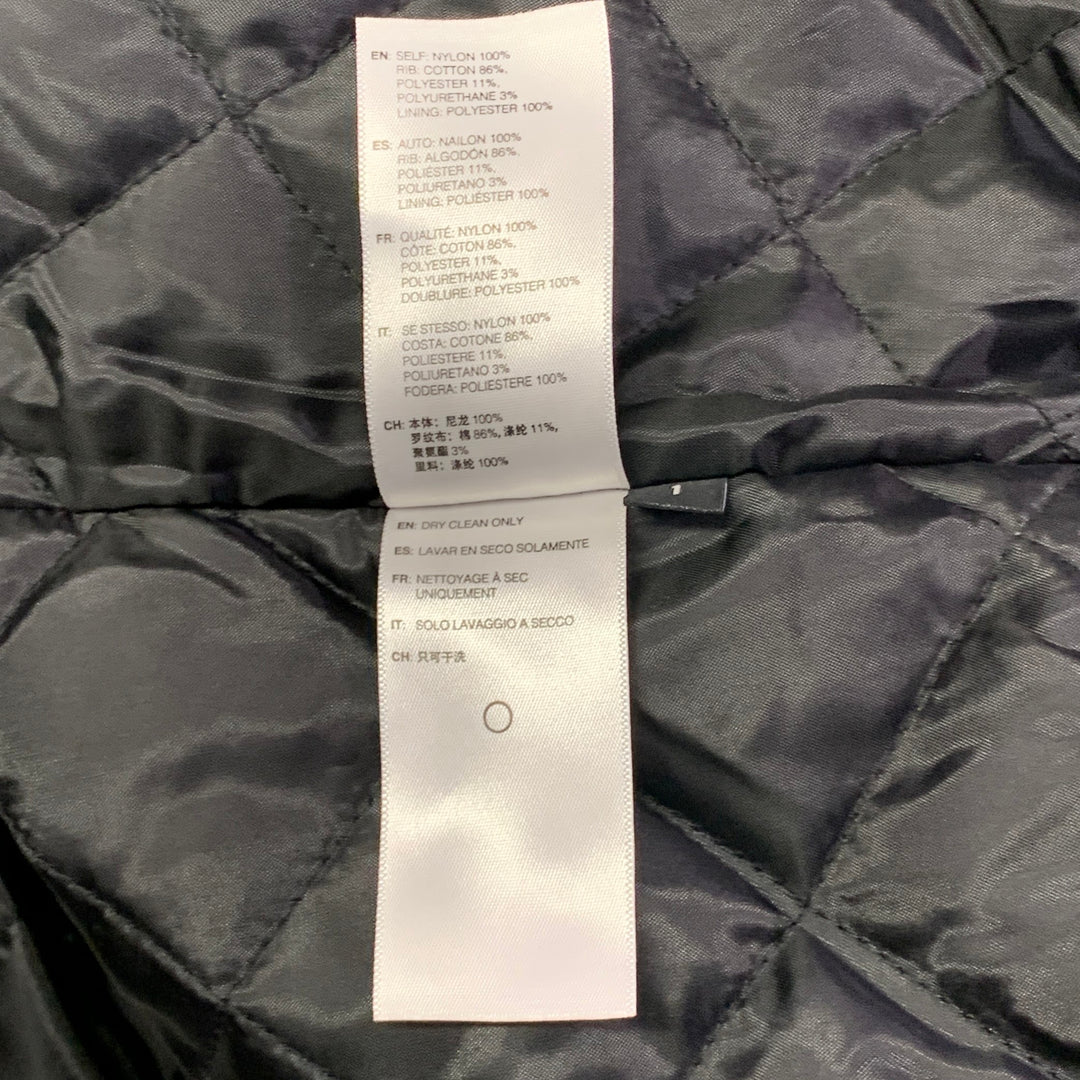 EN: SELF: NYLON 100%
RIB: COTTON 86%,
POLYESTER 11%,
POLYURETHANE 3%
LINING: POLYESTER 100%
ES: AUTO: NAILON 100%
RIB: ALGODÓN 86%,
POLIÉSTER 11%,
POLIURETANO 3%
LINING: POLIÉSTER 100%
FR: QUALITÉ: NYLON 100%
CÔTE: COTON 86%,
POLYESTER 11%,
POLYURETHANE 3%
DOUBLURE: POLYESTER 100%
IT: SE STESSO: NYLON 100%
COSTA: COTONE 86%,
POLIESTERE 11%,
POLIURETANO 3%
FODERA: POLIESTERE 100%
CH: 本体: 尼龙 100%
罗纹布: 棉 86%, 涤纶 11%,
聚氨酯 3%
里料: 涤纶 100%
1
EN: DRY CLEAN ONLY
ES: LAVAR EN SECO SOLAMENTE
FR: NETTOYAGE À SEC
UNIQUEMENT
IT: SOLO LAVAGGIO A SECCO
CH: 只可干洗